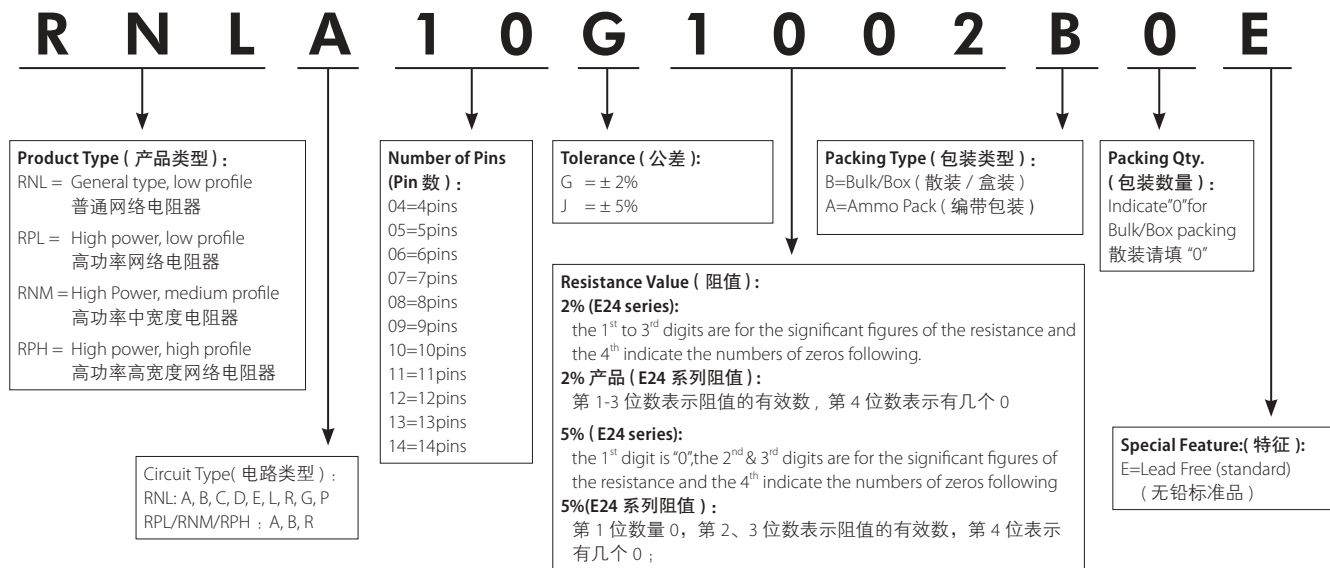 R N L A 1 0 G 1 0 0 2 B 0 E
Product Type ( 产品类型 ) :
RNL = General type, low profile
普通网络电阻器
RPL = High power, low profile
高功率网络电阻器
RNM = High Power, medium profile
高功率中宽度电阻器
RPH = High power, high profile
高功率高宽度网络电阻器
Circuit Type( 电路类型 ) :
RNL: A, B, C, D, E, L, R, G, P
RPL/RNM/RPH : A, B, R
Number of Pins
(Pin 数 ) :
04=4pins
05=5pins
06=6pins
07=7pins
08=8pins
09=9pins
10=10pins
11=11pins
12=12pins
13=13pins
14=14pins
Tolerance ( 公差 ):
G = ± 2%
J = ± 5%
Resistance Value ( 阻值 ) :
2% (E24 series):
the 1st to 3rd digits are for the significant figures of the resistance and
the 4th indicate the numbers of zeros following.
2% 产品 ( E24 系列阻值 ) :
第 1-3 位数表示阻值的有效数 , 第 4 位数表示有几个 0
5% ( E24 series):
the 1st digit is "0",the 2nd & 3rd digits are for the significant figures of
the resistance and the 4th indicate the numbers of zeros following
5%(E24 系列阻值 ) :
第 1 位数量 0，第 2、3 位数表示阻值的有效数，第 4 位表示
有几个 0 ;
Packing Type ( 包装类型 ) :
B=Bulk/Box ( 散装 / 盒装 )
A=Ammo Pack ( 编带包装 )
Packing Qty.
( 包装数量 ) :
Indicate"0"for
Bulk/Box packing
散装请填 "0"
Special Feature:( 特征 ):
E=Lead Free (standard)
( 无铅标准品 )